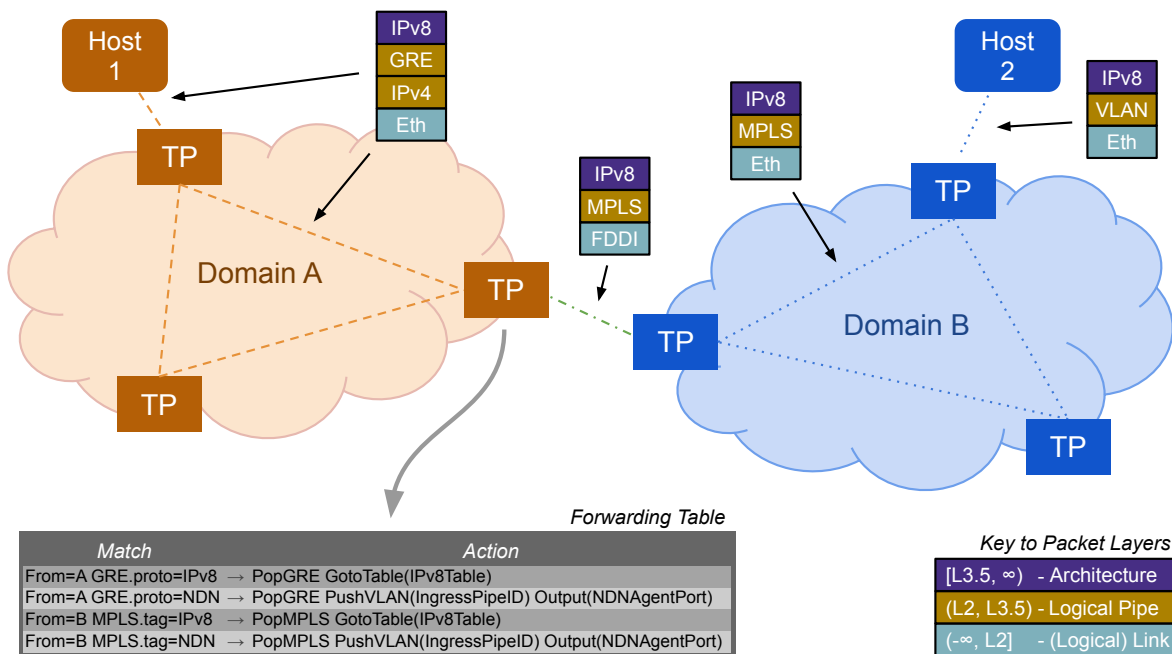 Host
1
IPv8
GRE
IPv4
Eth
Host
2
IPv8
VLAN
Eth
IPv8
MPLS
Eth
TP
IPv8
MPLS
FDDI
TP
Domain A
TP
Domain B
TP
TP
TP
Forwarding Table
Match Action
From=A GRE.proto=IPv8 → PopGRE GotoTable(IPv8Table)
From=A GRE.proto=NDN → PopGRE PushVLAN(IngressPipeID) Output(NDNAgentPort)
From=B MPLS.tag=IPv8 → PopMPLS GotoTable(IPv8Table)
From=B MPLS.tag=NDN → PopMPLS PushVLAN(IngressPipeID) Output(NDNAgentPort)
Key to Packet Layers
[L3.5, ∞) - Architecture
(L2, L3.5) - Logical Pipe
(-∞, L2] - (Logical) Link